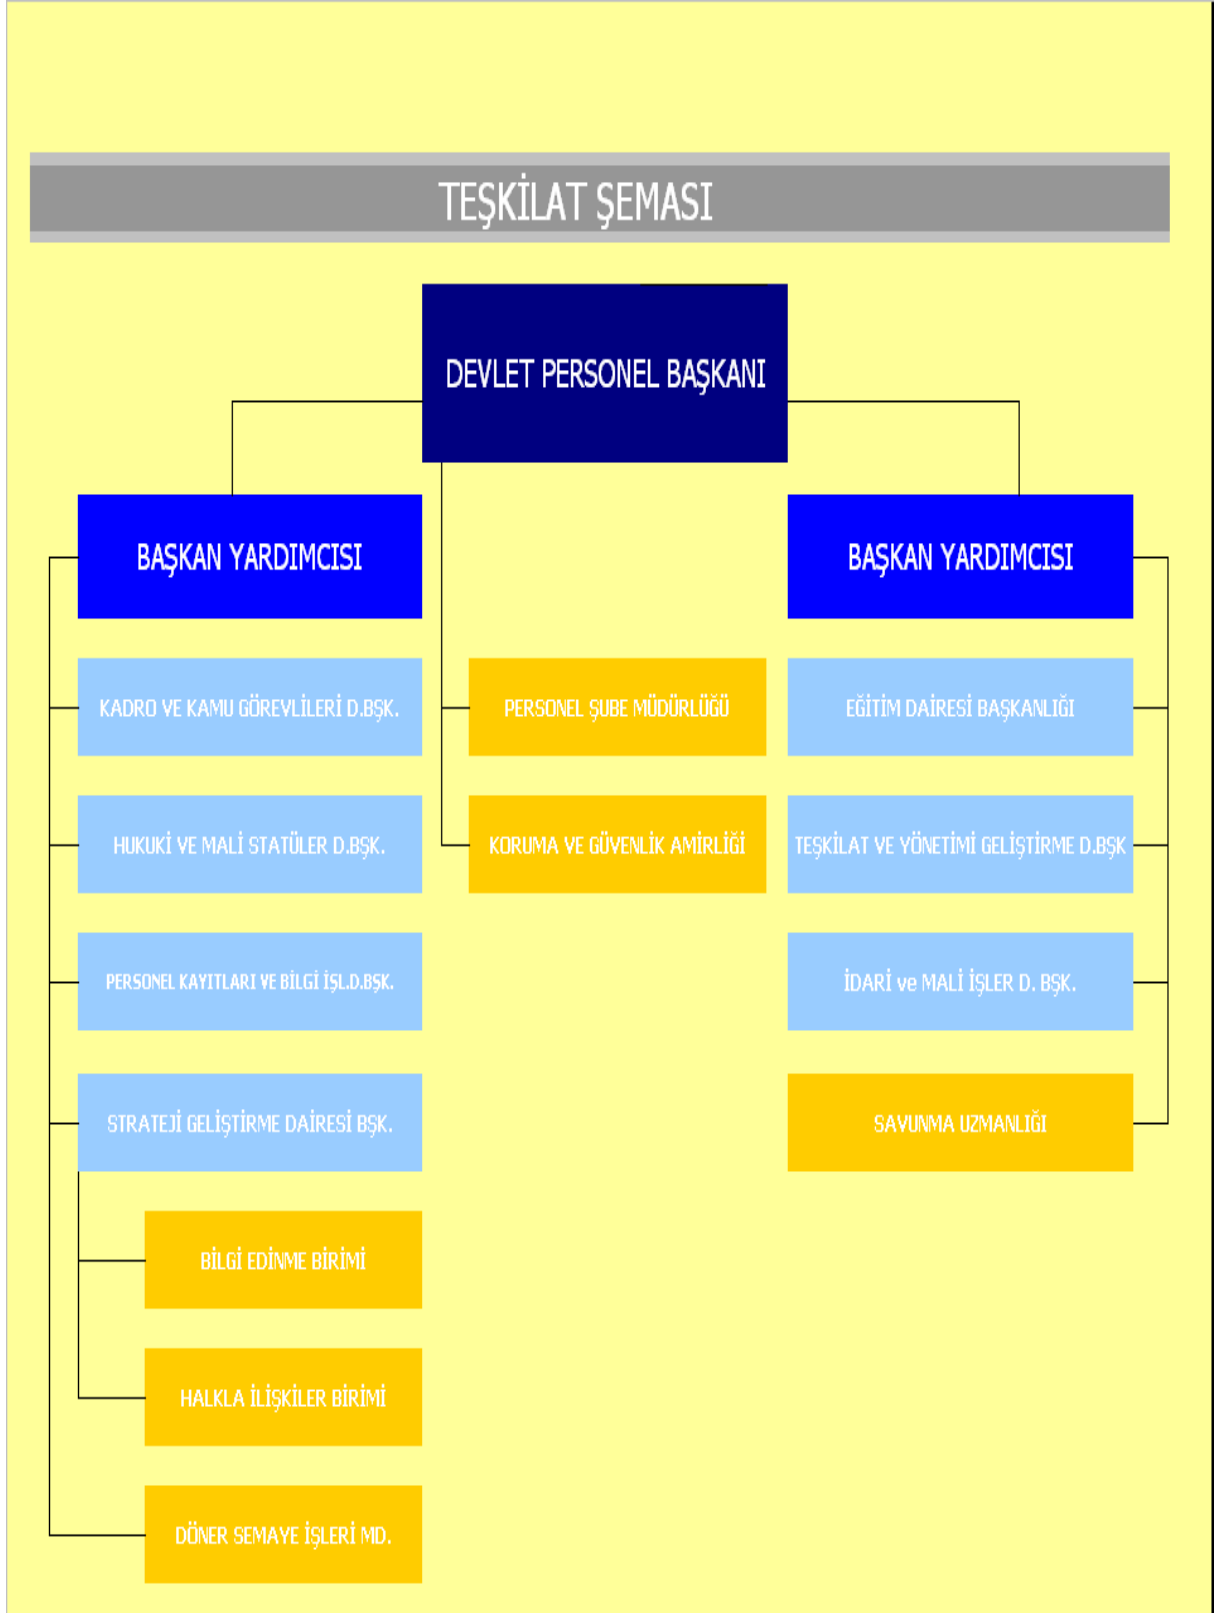 TEŞKİLAT ŞEMASI
DEVLET PERSONEL BAŞKANI
BAŞKAN YARDIMCISI
BAŞKAN YARDIMCISI
KADRO VE KAMU GÖREVLİLERİ D.BŞK.
PERSONEL ŞUBE MÜDÜRLÜĞÜ
EĞİTİM DAİRESİ BAŞKANLIĞI
HUKUKİ VE MALİ STATÜLER D.BŞK.
KORUMA VE GÜVENLİK AMİRLİĞİ
TEŞKİLAT VE YÖNETİMİ GELİŞTİRME D.BŞK
PERSONEL KAYITLARI VE BİLGİ İŞL.D.BŞK.
İDARİ ve MALİ İŞLER D. BŞK.
STRATEJİ GELİŞTİRME DAİRESİ BŞK.
SAVUNMA UZMANLIĞI
BİLGİ EDİNME BİRİMİ
HALKLA İLİŞKİLER BİRİMİ
DÖNER SEMAYE İŞLERİ MD.